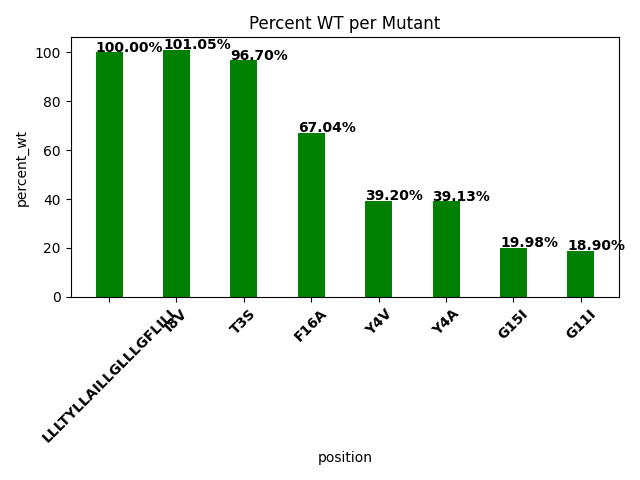 Percent WT per Mutant
percent_wt
100
80
60
40
20
0
100.00%
101.05%
96.70%
67.04%
39.20%
39.13%
19.98%
18.90%
LLLTYLLAILLGLLLGFLILI
I8V
T3S
F16A
Y4V
Y4A
G15I
G11I
position